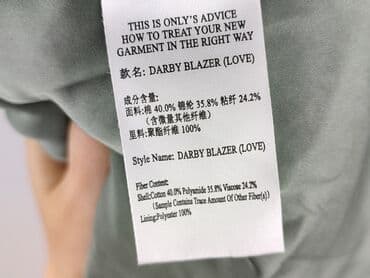 THIS IS ONLY'S ADVICE
HOW TO TREAT YOUR NEW
GARMENT IN THE RIGHT WAY
款名: DARBY BLAZER (LOVE)
成分含量:
面料:棉 40.0% 锦纶 35.8% 粘纤 24.2%
(含微量其他纤维)
里料:聚酯纤维 100%
Style Name: DARBY BLAZER (LOVE)
Fiber Content:
Shell:Cotton 40.0% Polyamide 35.8% Viscose 24.2%
(Sample Contains Trace Amount Of Other Fiber(s))
Lining:Polyester 100%